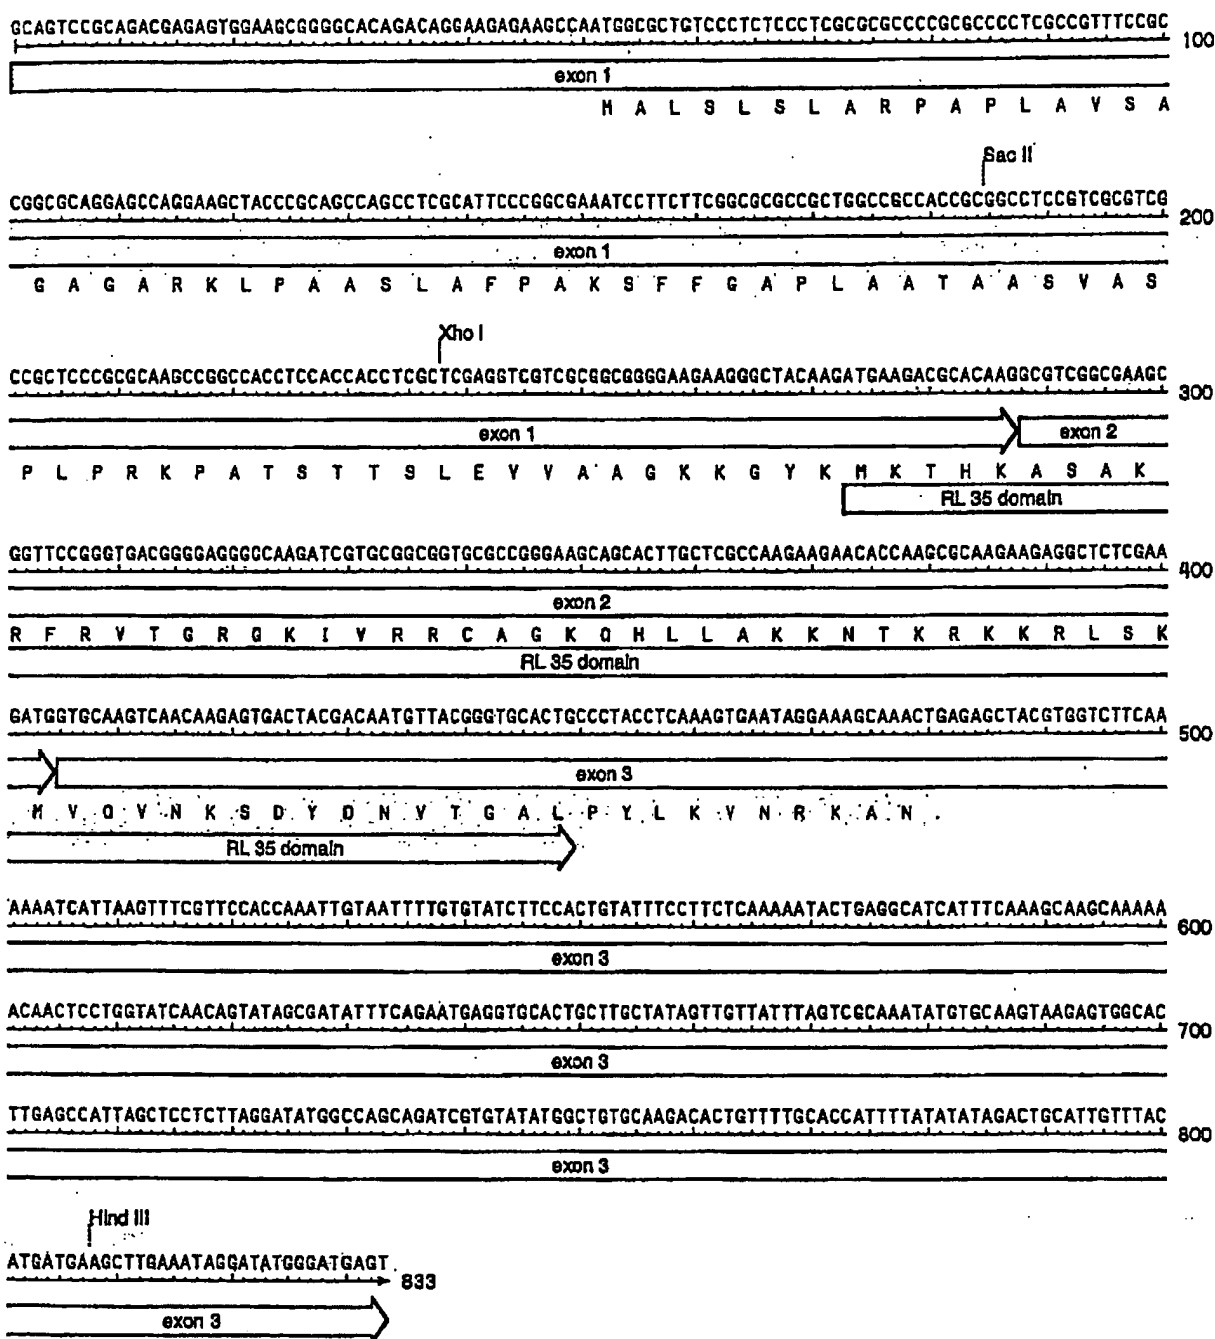 GCAGTCCGCAGACGAGAGTGGAAGCGGGGCACAGACAGGAAGAGAAGCCAATGGCGCTGTCCCTCTCCCTCGCGCGCCCCGCGCCCCTCGCCGTTTCCGC 100
exon 1
M A L S L S L A R P A P L A V S A
Sac II
CGGCGCAGGAGCCAGGAAGCTACCCGCAGCCAGCCTCGCATTCCCGGCGAAATCCTTCTTCGGCGCGCCGCTGGCCGCCACCGCGGCCTCCGTCGCGTCG 200
exon 1
G A G A R K L P A A S L A F P A K S F F G A P L A A T A A S V A S
Xho I
CCGCTCCCGCGCAAGCCGGCCACCTCCACCACCTCGCTCGAGGTCGTCGCGGCGGGGAAGAAGGGCTACAAGATGAAGACGCACAAGGCGTCGGCGAAGC 300
exon 1 exon 2
P L P R K P A T S T T S L E V V A A G K K G Y K M K T H K A S A K
RL 35 domain
GGTTCCGGGTGACGGGGAGGGGCAAGATCGTGCGGCGGTGCGCCGGGAAGCAGCACTTGCTCGCCAAGAAGAACACCAAGCGCAAGAAGAGGCTCTCGAA 400
exon 2
R F R V T G R G K I V R R C A G K Q H L L A K K N T K R K K R L S K
RL 35 domain
GATGGTGCAAGTCAACAAGAGTGACTACGACAATGTTACGGGTGCACTGCCCTACCTCAAAGTGAATAGGAAAGCAAACTGAGAGCTACGTGGTCTTCAA 500
exon 3
M V Q V N K S D Y D N V T G A L P Y L K V N R K A N .
RL 35 domain
AAAATCATTAAGTTTCGTTCCACCAAATTGTAATTTTGTGTATCTTCCACTGTATTTCCTTCTCAAAAATACTGAGGCATCATTTCAAAGCAAGCAAAAA 600
exon 3
ACAACTCCTGGTATCAACAGTATAGCGATATTTCAGAATGAGGTGCACTGCTTGCTATAGTTGTTATTTAGTCGCAAATATGTGCAAGTAAGAGTGGCAC 700
exon 3
TTGAGCCATTAGCTCCTCTTAGGATATGGCCAGCAGATCGTGTATATGGCTGTGCAAGACACTGTTTTGCACCATTTTATATATAGACTGCATTGTTTAC 800
exon 3
Hind III
ATGATGAAGCTTGAAATAGGATATGGGATGAGT 833
exon 3